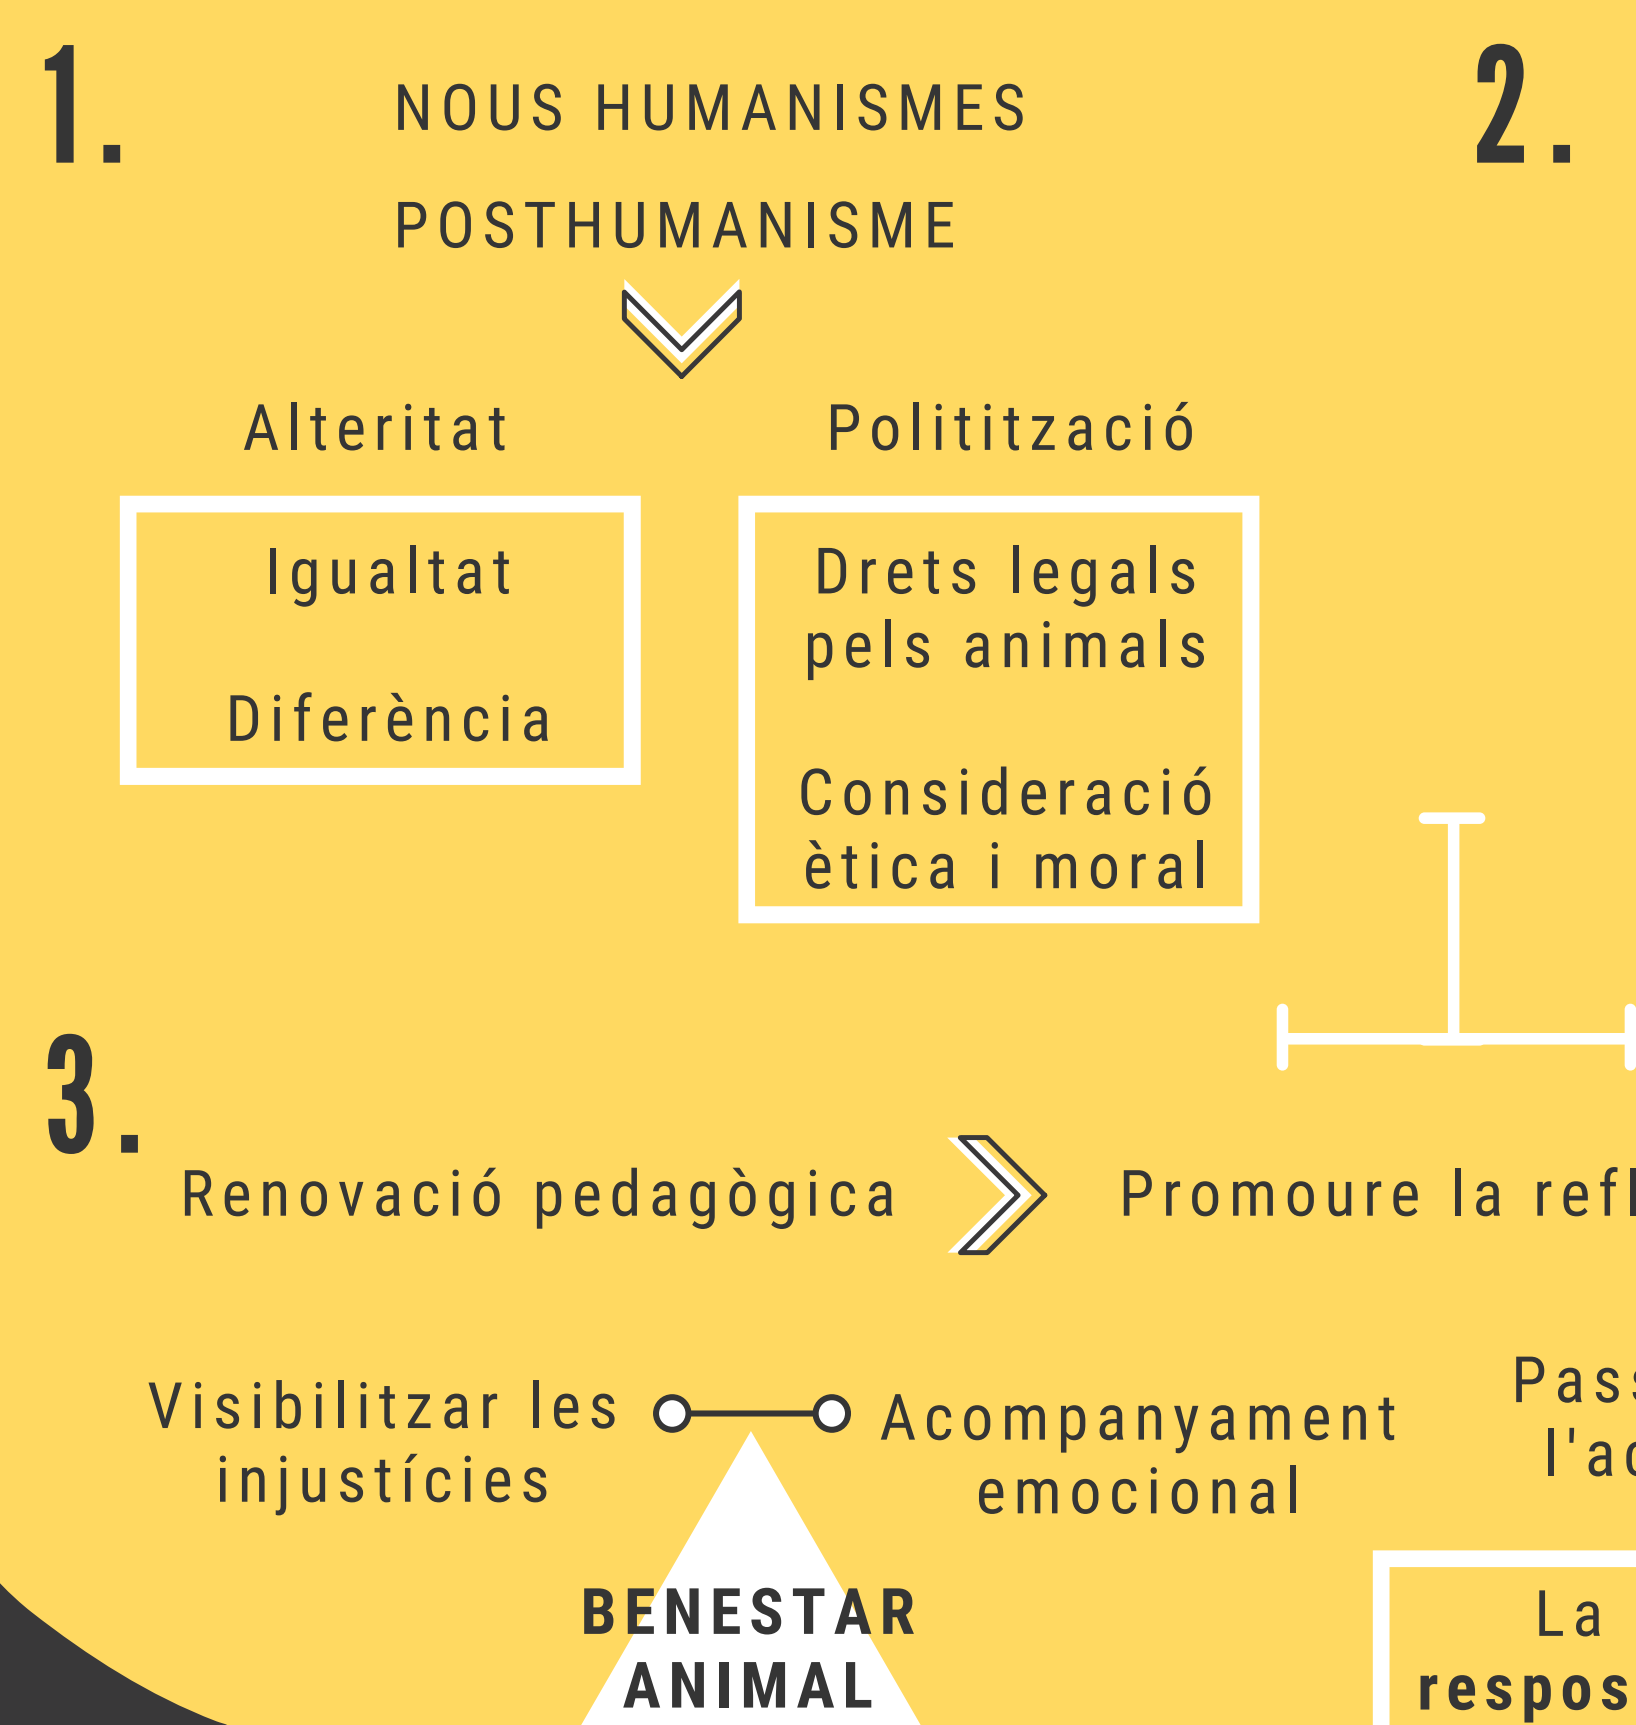 1.
NOUS HUMANISMES
POSTHUMANISME
Alteritat
Igualtat
Diferència
Politització
Drets legals
pels animals
Consideració
ètica i moral
2.
3.
Renovació pedagògica
Promoure la
Visibilitzar les
injustícies
Acompanyament
emocional
BENESTAR
ANIMAL
La